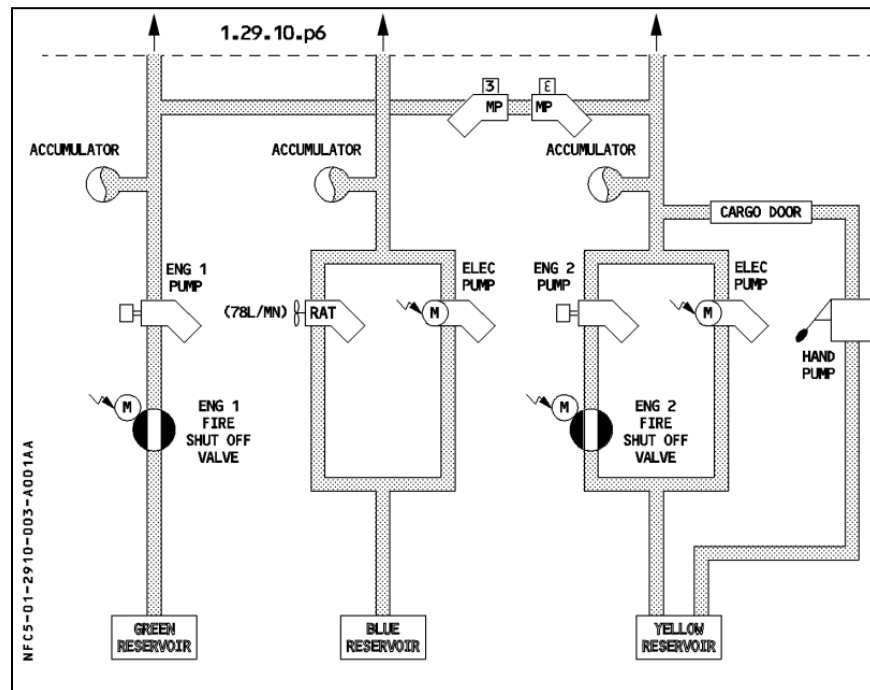 1.29.10.p6
3
Ɛ
MP
MP
ACCUMULATOR
ACCUMULATOR
ACCUMULATOR
CARGO DOOR
ENG 1
PUMP
ELEC
PUMP
ENG 2
PUMP
ELEC
PUMP
(78L/MN)
RAT
M
M
HAND
PUMP
M
ENG 1
FIRE
SHUT OFF
VALVE
M
ENG 2
FIRE
SHUT OFF
VALVE
NFC5-01-2910-003-A001AA
GREEN
RESERVOIR
BLUE
RESERVOIR
YELLOW
RESERVOIR